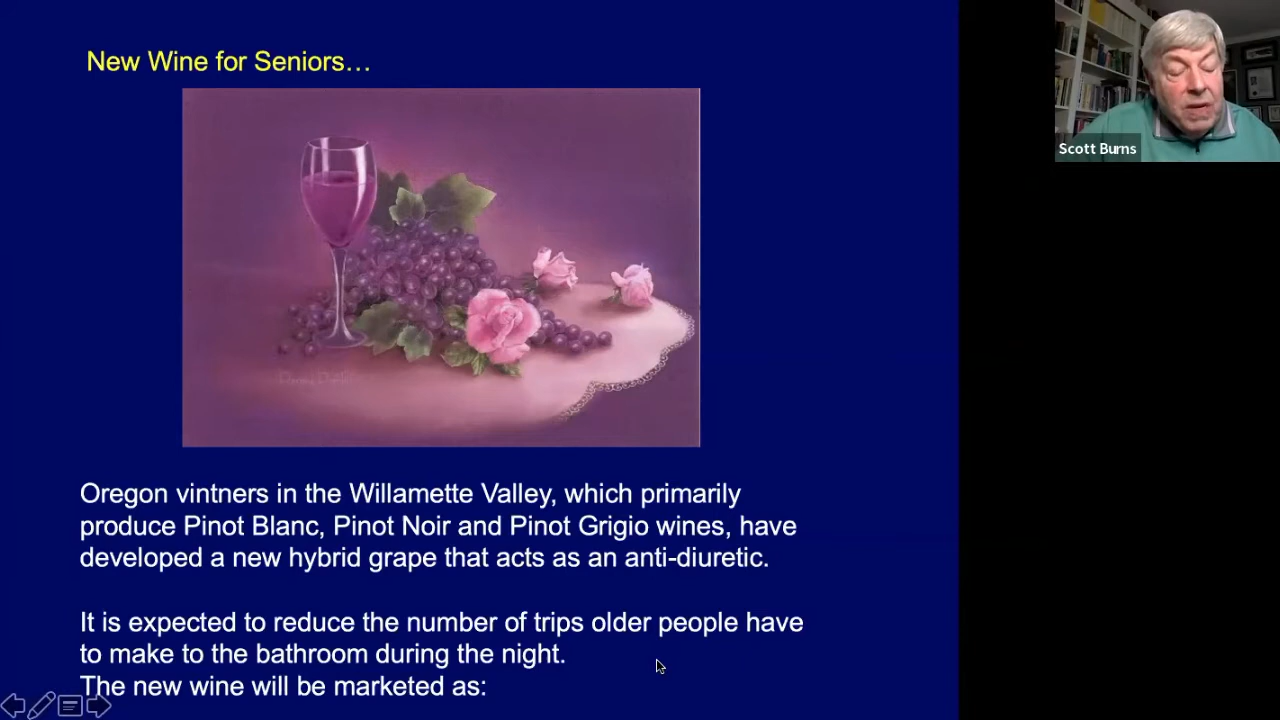 New Wine for Seniors…
Scott Burns
Oregon vintners in the Willamette Valley, which primarily
produce Pinot Blanc, Pinot Noir and Pinot Grigio wines, have
developed a new hybrid grape that acts as an anti-diuretic.
It is expected to reduce the number of trips older people have
to make to the bathroom during the night.
The new wine will be marketed as: